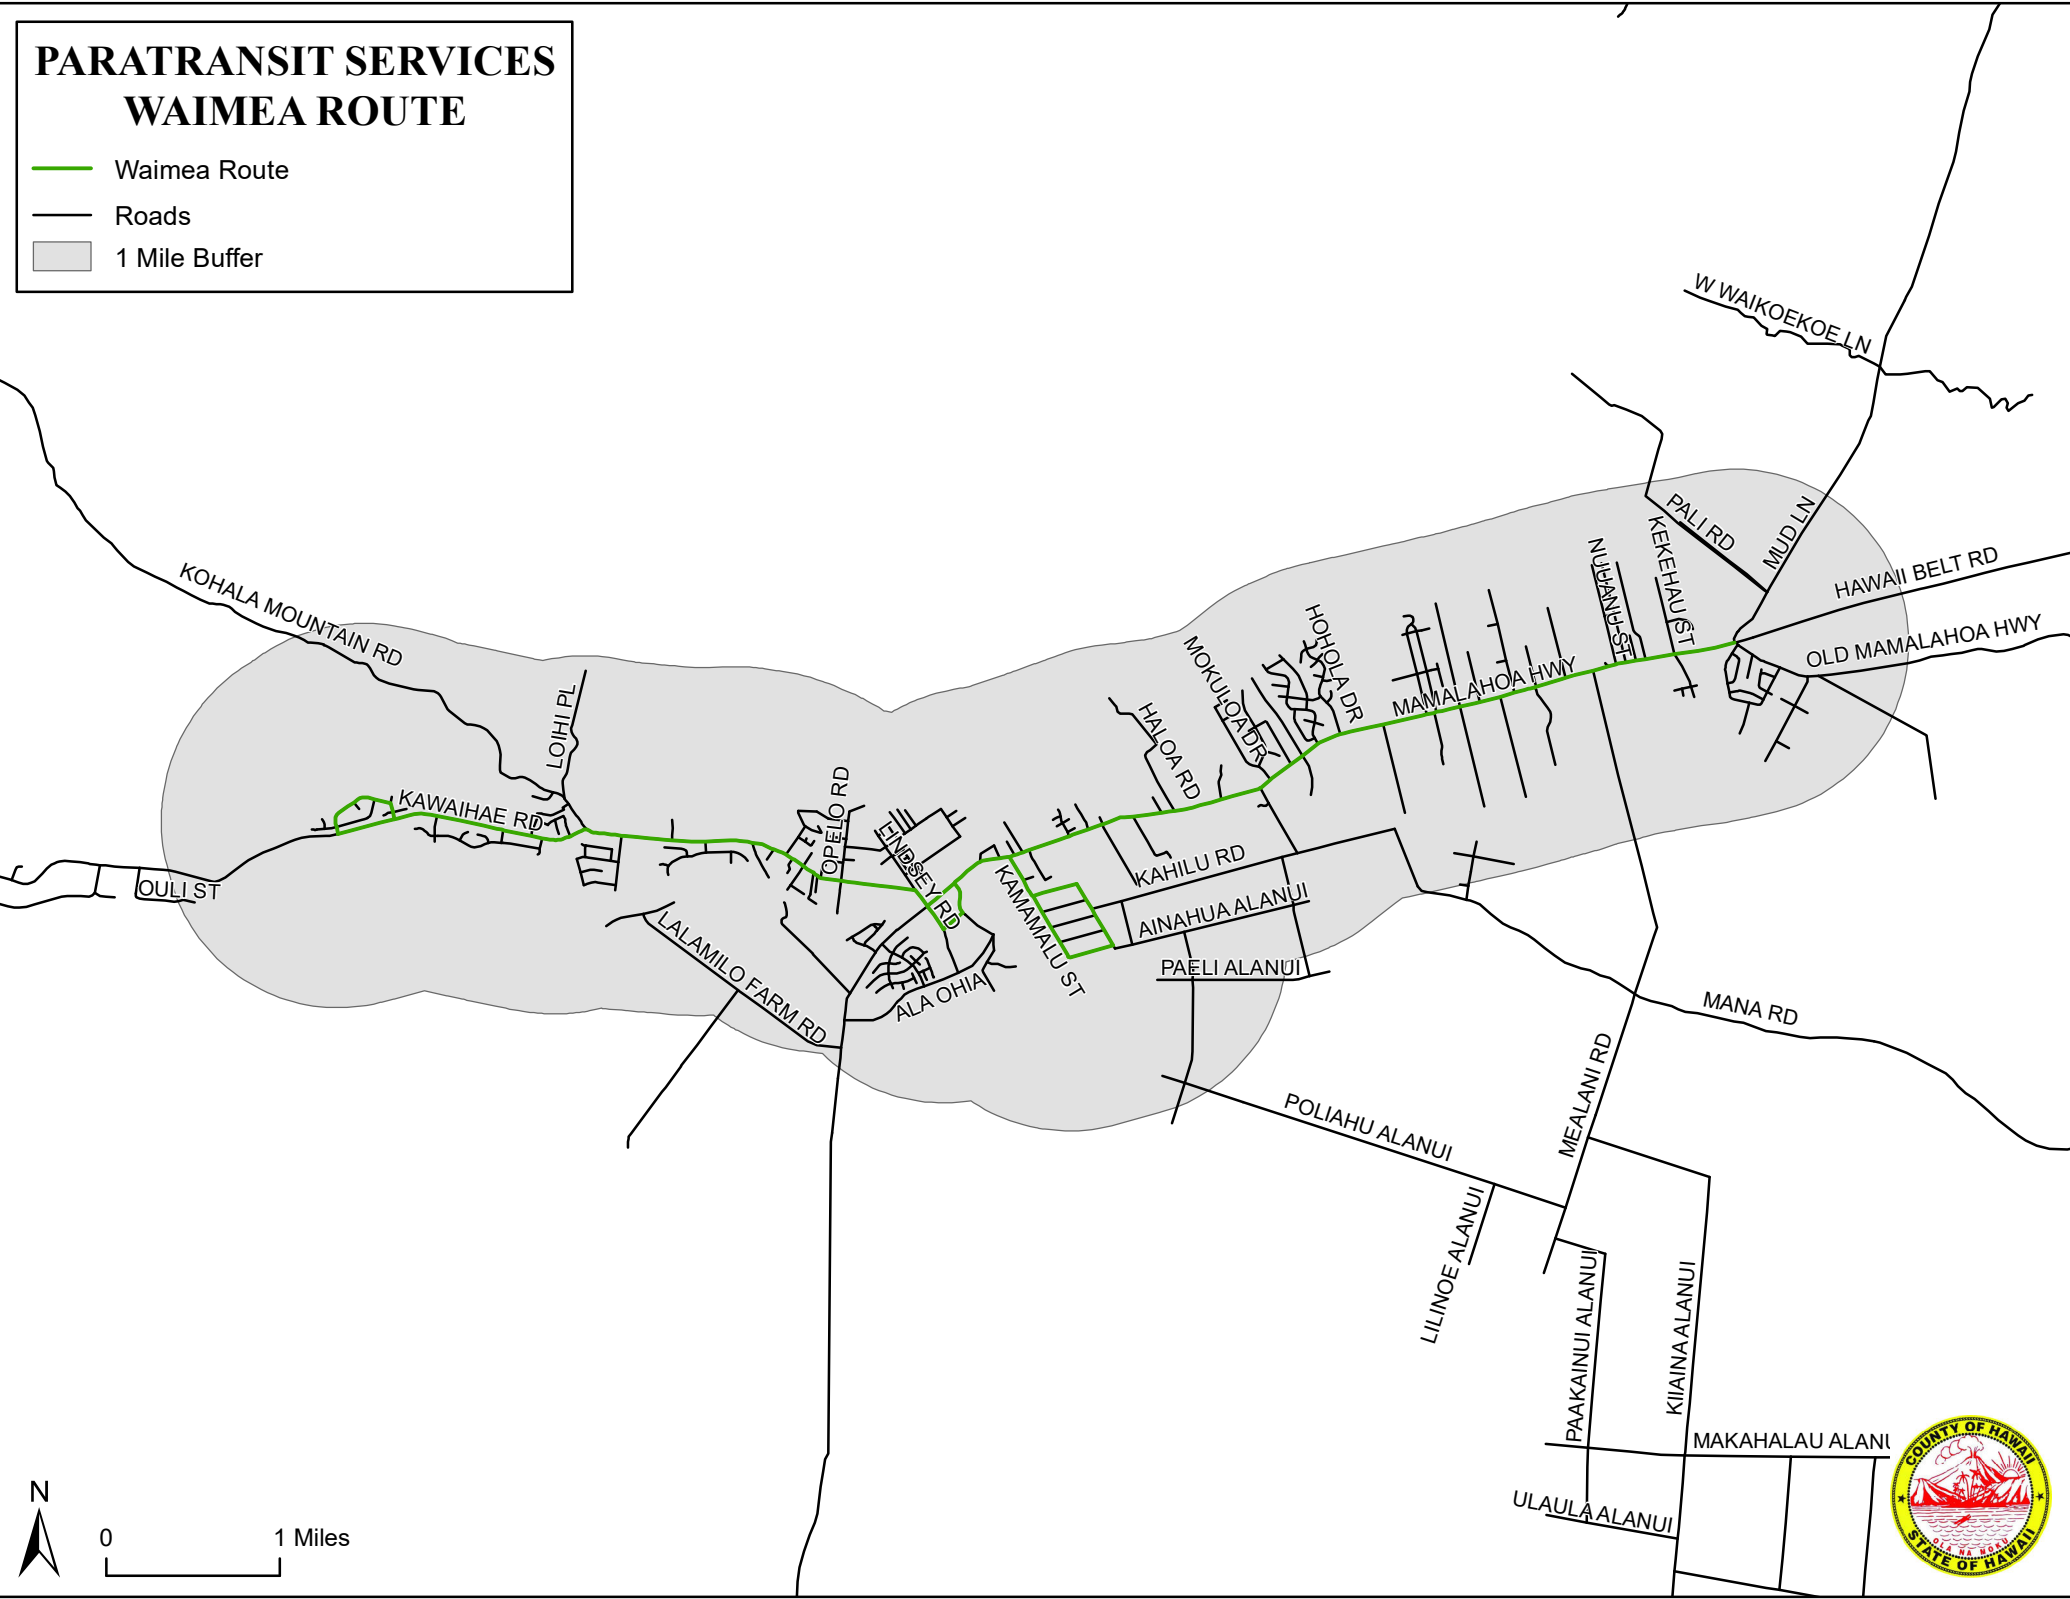 PARATRANSIT SERVICES
WAIMEA ROUTE
Waimea Route
Roads
1 Mile Buffer
W WAIKOEKOE LN
PALI RD
MUD LN
KEKEHAU ST
NUUANU ST
HAWAII BELT RD
OLD MAMALAHOA HWY
KOHALA MOUNTAIN RD
HOHOLA DR
MOKULOA DR
MAMALAHOA HWY
LOIHI PL
HALOA RD
KAWAIHAE RD
OPELO RD
LINDSEY RD
OULI ST
KAHILU RD
KAMAMALU ST
AINAHUA ALANUI
LALAMILO FARM RD
PAELI ALANUI
ALA OHIA
MANA RD
MEALANI RD
POLIAHU ALANUI
LILINOE ALANUI
PAAKAINUI ALANUI
KIIAINA ALANUI
MAKAHALAU ALANU
ULAULA ALANUI
N
0 1 Miles
COUNTY OF HAWAII
OLA NA MOKU
STATE OF HAWAII